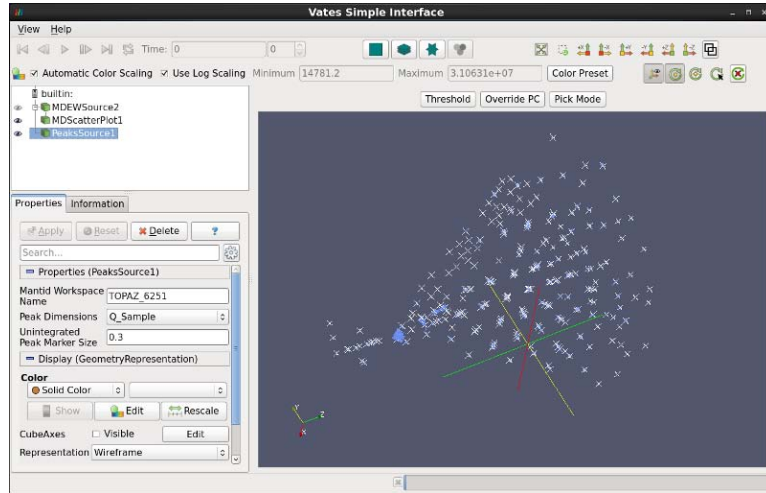 Vates Simple Interface
View Help
Time: 0 0
Automatic Color Scaling Use Log Scaling Minimum 14781.2 Maximum 3.10631e+07 Color Preset
Threshold Override PC Pick Mode
builtin:
MDEWSource2
MDScatterPlot1
PeaksSource1
Properties Information
Apply Reset Delete ?
Search...
Properties (PeaksSource1)
Mantid Workspace
Name
TOPAZ_6251
Peak Dimensions Q_Sample
Unintegrated
Peak Marker Size
0.3
Display (GeometryRepresentation)
Color
Solid Color
Show Edit Rescale
CubeAxes Visible Edit
Representation Wireframe
Y
Z
X